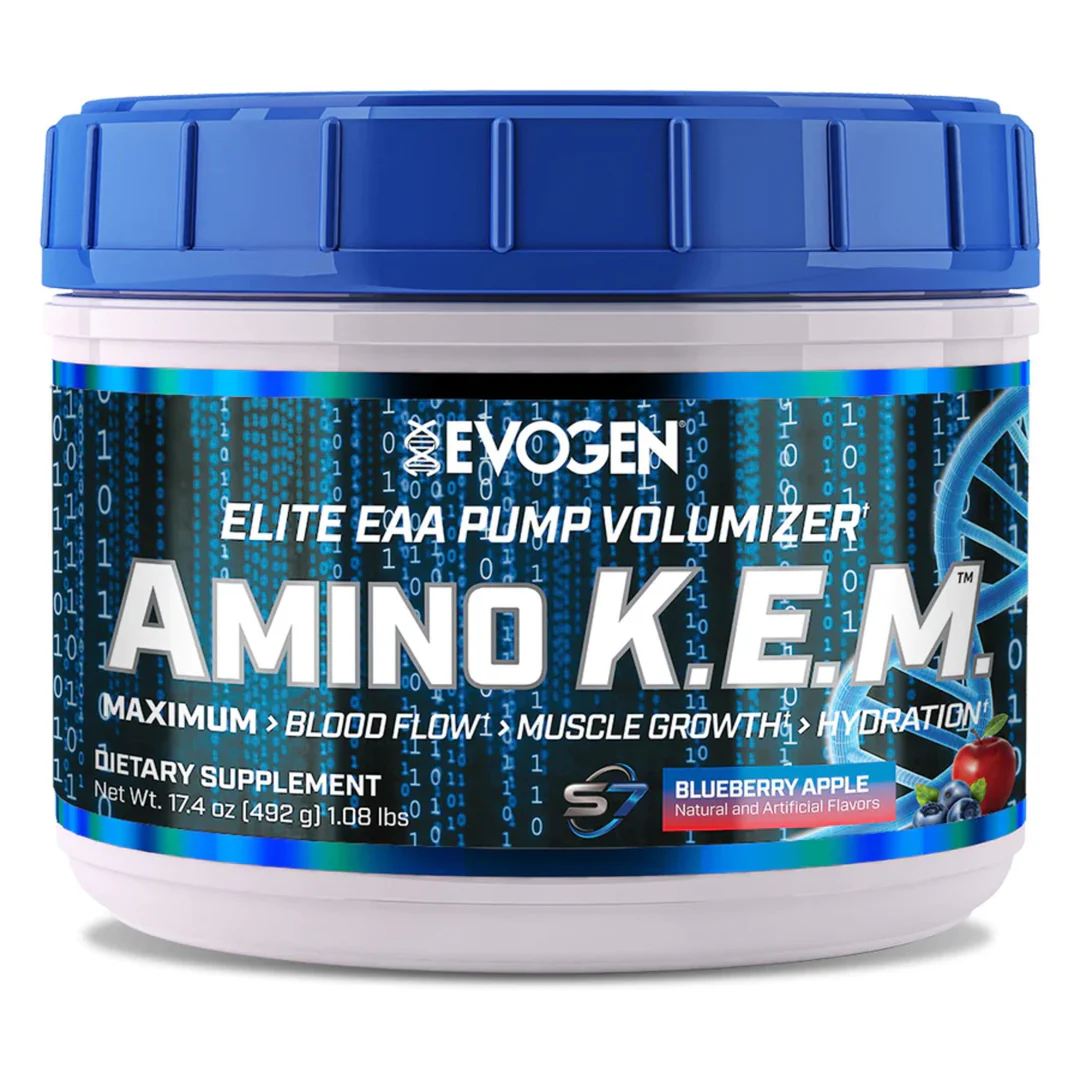 EVOGEN®
ELITE EAA PUMP VOLUMIZER†
AMINO K.E.M.™
MAXIMUM > BLOOD FLOW‡ > MUSCLE GROWTH‡ > HYDRATION†
DIETARY SUPPLEMENT
Net Wt. 17.4 oz (492 g) 1.08 lbs
S7
BLUEBERRY APPLE
Natural and Artificial Flavors